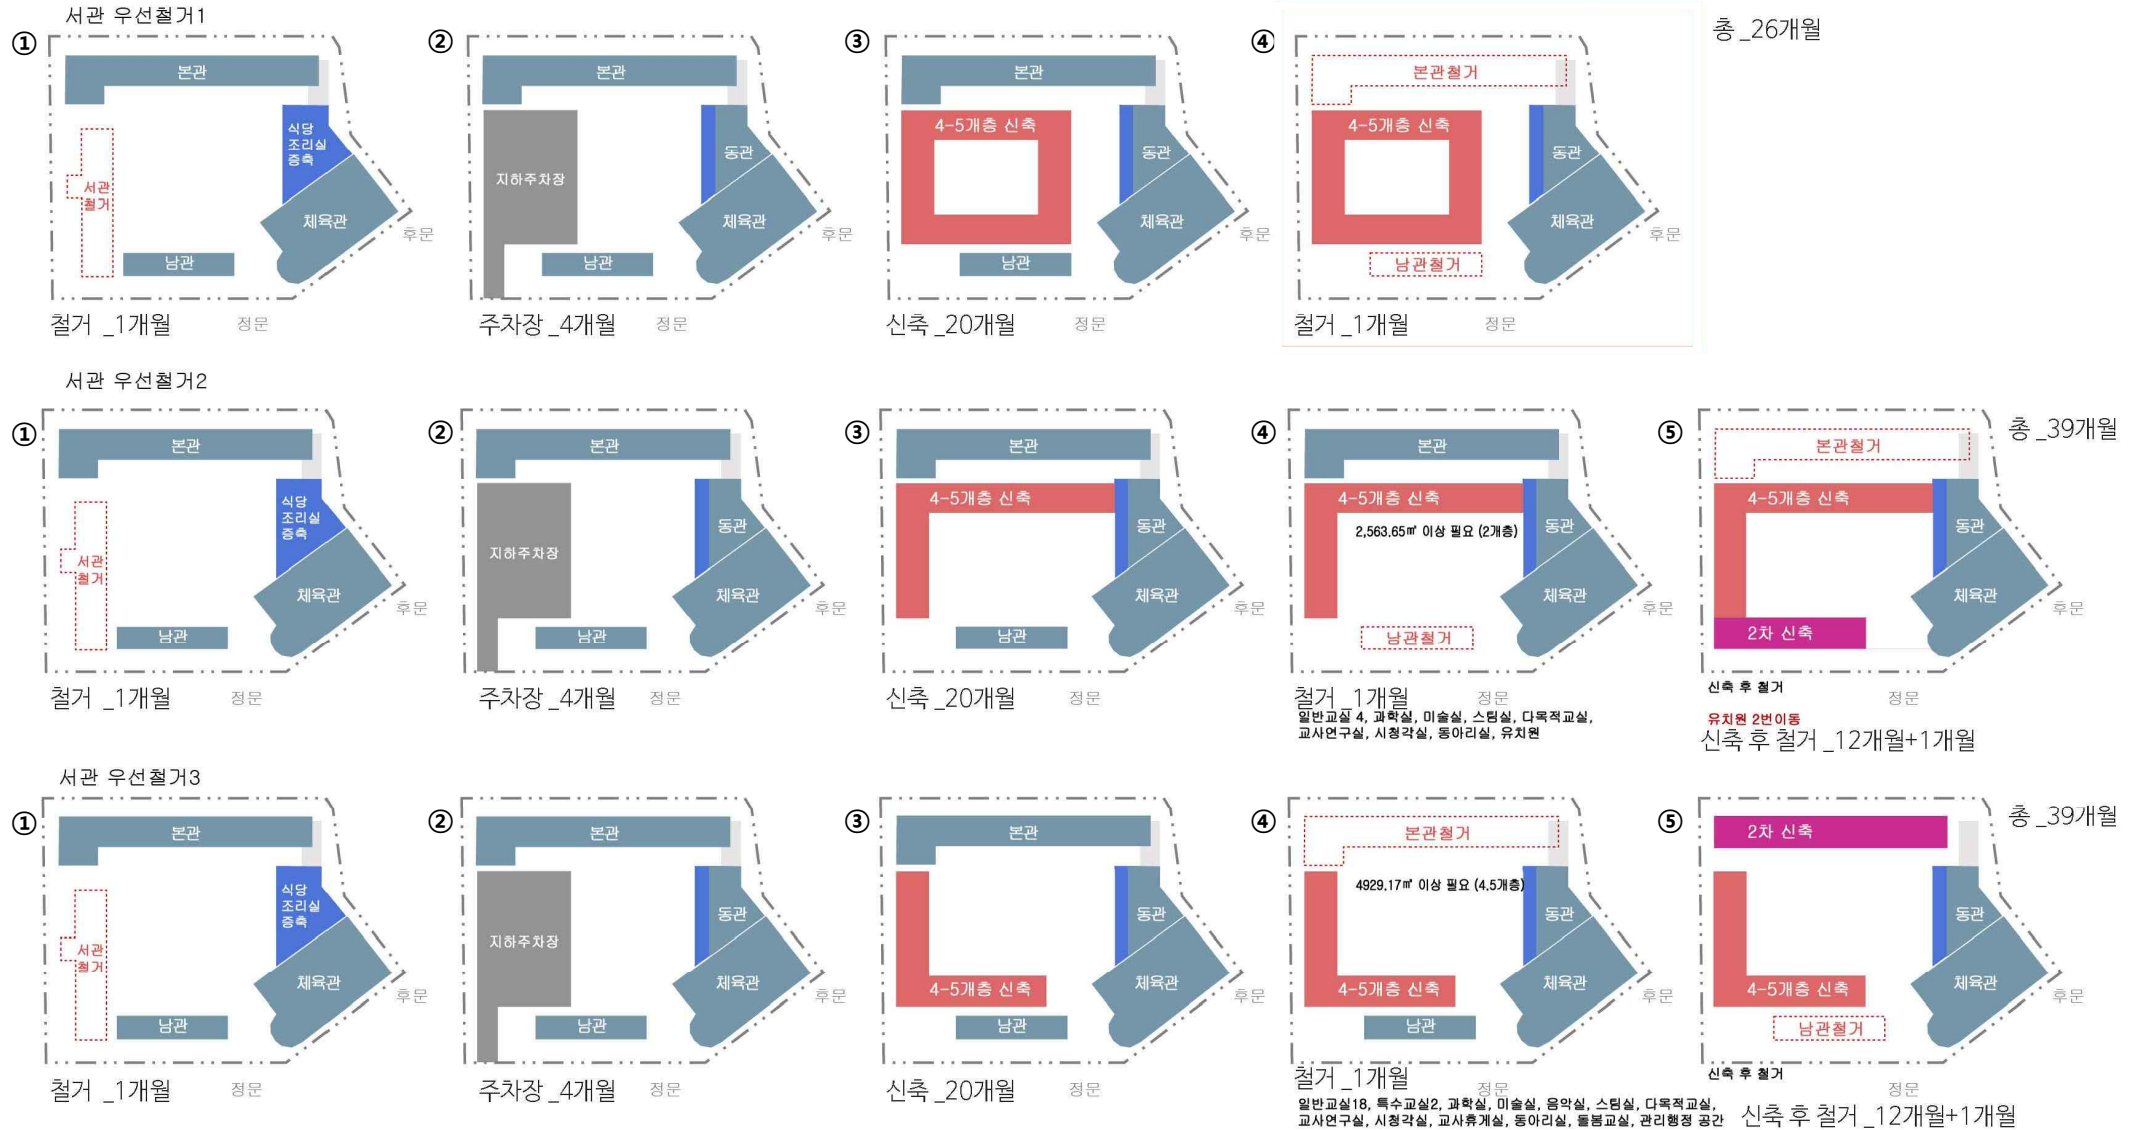 서관 우선철거1
총 _26개월
①
②
③
④
본관
본관
본관
본관철거
식당
조리실
증축
서관
철거
체육관
남관
후문
지하주차장
동관
체육관
남관
후문
4-5개층 신축
동관
체육관
남관
후문
4-5개층 신축
동관
체육관
남관철거
후문
철거 _1개월
정문
주차장 _4개월
정문
신축 _20개월
정문
철거 _1개월
정문
서관 우선철거2
총 _39개월
①
②
③
④
⑤
본관
본관
본관
본관
본관철거
식당
조리실
증축
서관
철거
체육관
남관
후문
지하주차장
동관
체육관
남관
후문
4-5개층 신축
동관
체육관
남관
후문
4-5개층 신축
2,563.65㎡ 이상 필요 (2개층)
동관
체육관
남관철거
후문
4-5개층 신축
동관
체육관
2차 신축
후문
철거 _1개월
정문
주차장 _4개월
정문
신축 _20개월
정문
철거 _1개월
정문
일반교실 4, 과학실, 미술실, 스팀실, 다목적교실,
교사연구실, 시청각실, 동아리실, 유치원
신축 후 철거
정문
유치원 2번이동
신축 후 철거 _12개월+1개월
서관 우선철거3
총 _39개월
①
②
③
④
⑤
본관
본관
본관
본관철거
2차 신축
식당
조리실
증축
서관
철거
체육관
남관
후문
지하주차장
동관
체육관
남관
후문
동관
체육관
4-5개층 신축
남관
후문
4929.17㎡ 이상 필요 (4.5개층)
동관
체육관
4-5개층 신축
남관
후문
동관
체육관
4-5개층 신축
남관철거
후문
철거 _1개월
정문
주차장 _4개월
정문
신축 _20개월
정문
철거 _1개월
정문
일반교실18, 특수교실2, 과학실, 미술실, 음악실, 스팀실, 다목적교실,
교사연구실, 시청각실, 교사휴게실, 동아리실, 돌봄교실, 관리행정 공간
신축 후 철거
정문
신축 후 철거 _12개월+1개월